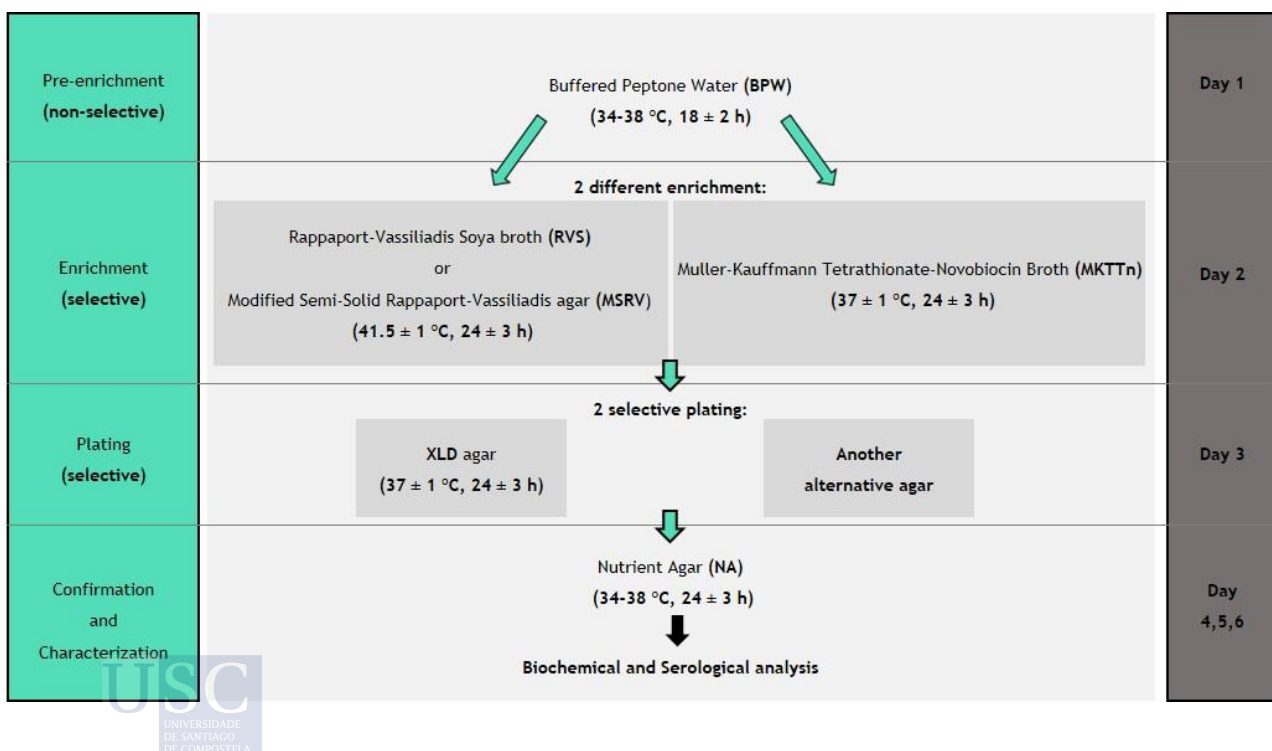 Pre-enrichment
(non-selective)
Buffered Peptone Water (BPW)
(34-38 °C, 18 ± 2 h)
Day 1
2 different enrichment:
Enrichment
(selective)
Rappaport-Vassiliadis Soya broth (RVS)
or
Modified Semi-Solid Rappaport-Vassiliadis agar (MSRV)
(41.5 ± 1 °C, 24 ± 3 h)
Muller-Kauffmann Tetrathionate-Novobiocin Broth (MKTTn)
(37 ± 1 °C, 24 ± 3 h)
Day 2
2 selective plating:
Plating
(selective)
XLD agar
(37 ± 1 °C, 24 ± 3 h)
Another
alternative agar
Day 3
Confirmation
and
Characterization
Nutrient Agar (NA)
(34-38 °C, 24 ± 3 h)
Biochemical and Serological analysis
Day
4,5,6
USC
UNIVERSIDADE
DE SANTIAGO
DE COMPOSTELA